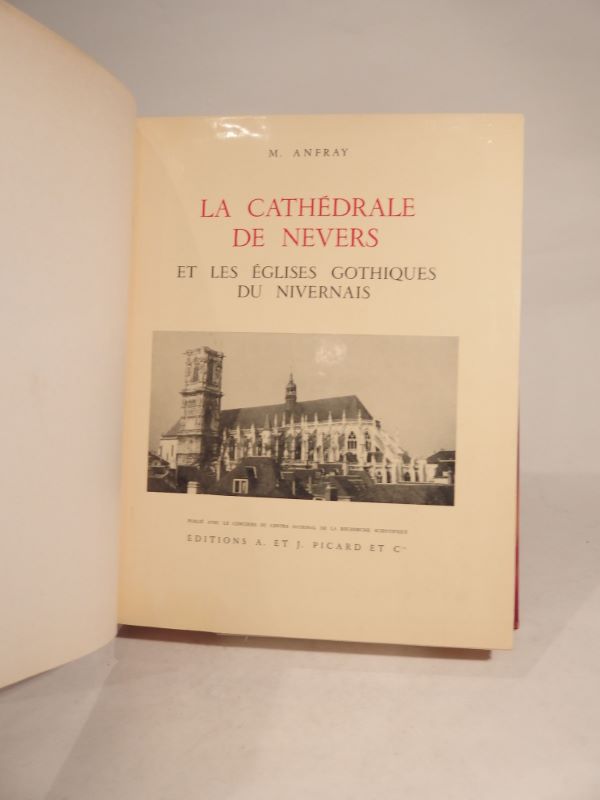 M. ANFRAY
LA CATHÉDRALE
DE NEVERS
ET LES ÉGLISES GOTHIQUES
DU NIVERNAIS
PUBLIÉ AVEC LE CONCOURS DU CENTRE NATIONAL DE LA RECHERCHE SCIENTIFIQUE
EDITIONS A. ET J. PICARD ET Cie